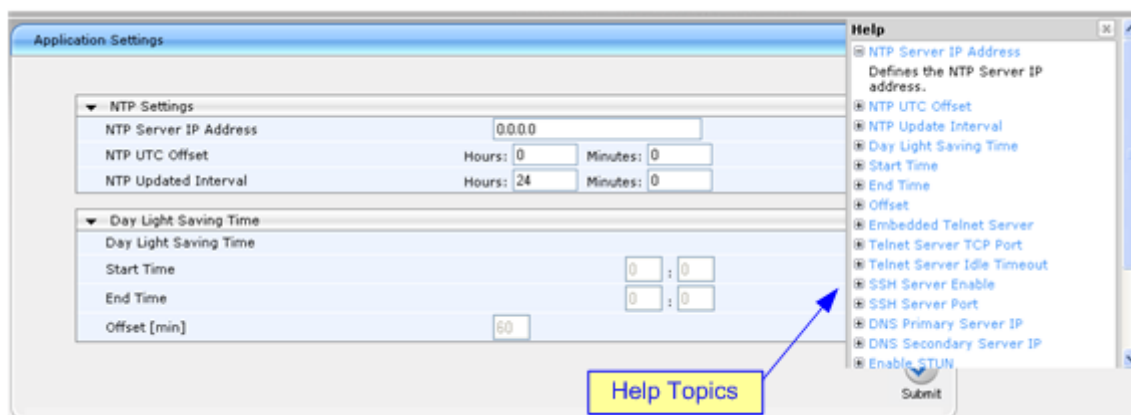 Application Settings
NTP Settings
NTP Server IP Address 0.0.0.0
NTP UTC Offset Hours: 0 Minutes: 0
NTP Updated Interval Hours: 24 Minutes: 0
Day Light Saving Time
Day Light Saving Time
Start Time 0 : 0
End Time 0 : 0
Offset [min] 60
Submit
Help
NTP Server IP Address
Defines the NTP Server IP
address.
NTP UTC Offset
NTP Update Interval
Day Light Saving Time
Start Time
End Time
Offset
Embedded Telnet Server
Telnet Server TCP Port
Telnet Server Idle Timeout
SSH Server Enable
SSH Server Port
DNS Primary Server IP
DNS Secondary Server IP
Enable STUN
Help Topics